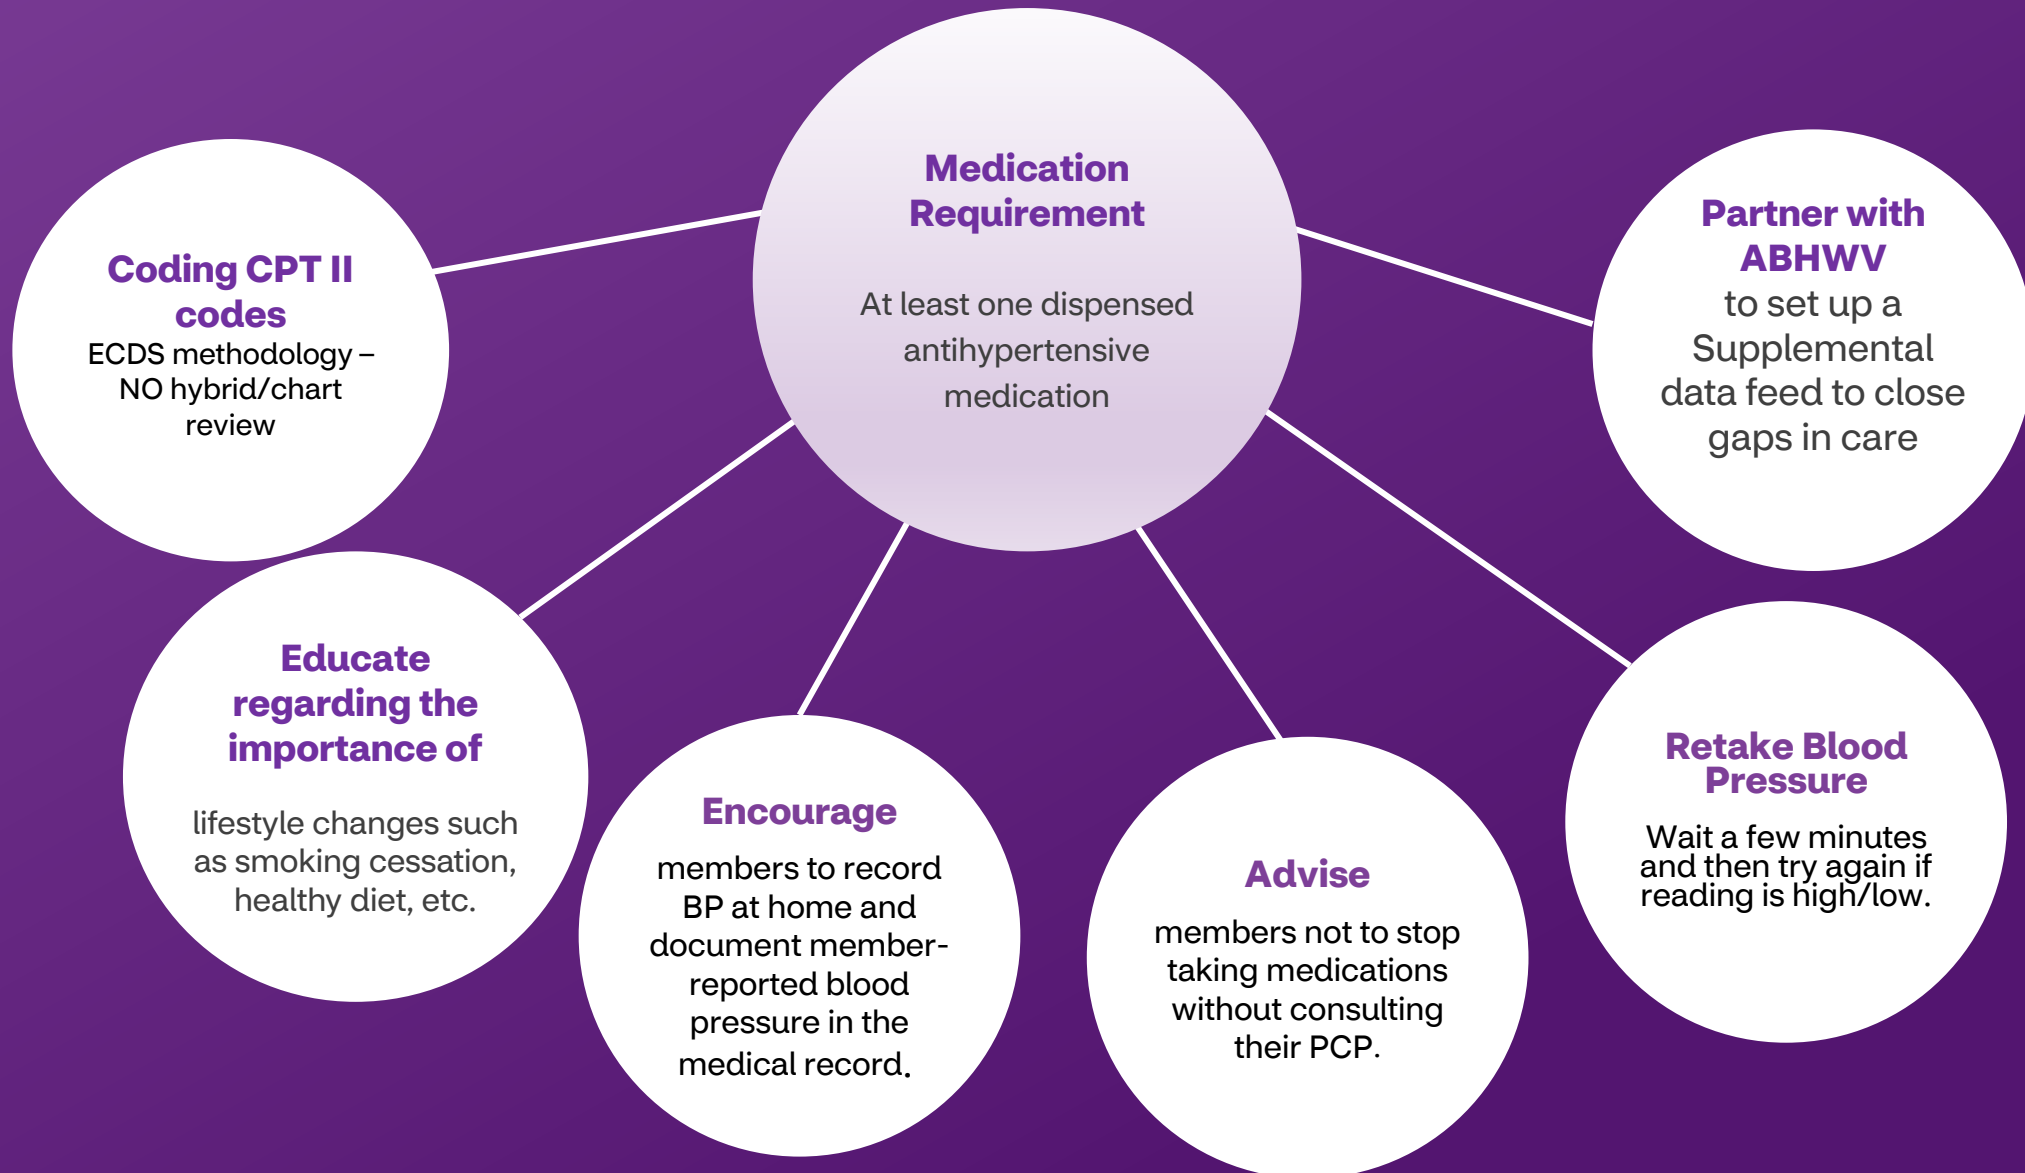 Medication
Requirement
At least one dispensed
antihypertensive
medication
Coding CPT II
codes
ECDS methodology –
NO hybrid/chart
review
Educate
regarding the
importance of
lifestyle changes such
as smoking cessation,
healthy diet, etc.
Encourage
members to record
BP at home and
document member-
reported blood
pressure in the
medical record.
Advise
members not to stop
taking medications
without consulting
their PCP.
Retake Blood
Pressure
Wait a few minutes
and then try again if
reading is high/low.
Partner with
ABHWV
to set up a
Supplemental
data feed to close
gaps in care